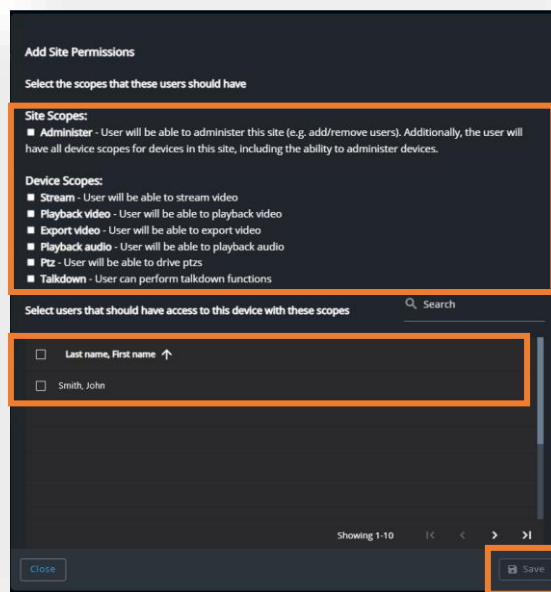 Add Site Permissions
Select the scopes that these users should have
Site Scopes:
Administer - User will be able to administer this site (e.g. add/remove users). Additionally, the user will
have all device scopes for devices in this site, including the ability to administer devices.
Device Scopes:
Stream - User will be able to stream video
Playback video - User will be able to playback video
Export video - User will be able to export video
Playback audio - User will be able to playback audio
Ptz - User will be able to drive ptzs
Talkdown - User can perform talkdown functions
Select users that should have access to this device with these scopes
Search
Last name, First name ↑
Smith, John
Showing 1-10
Close
Save